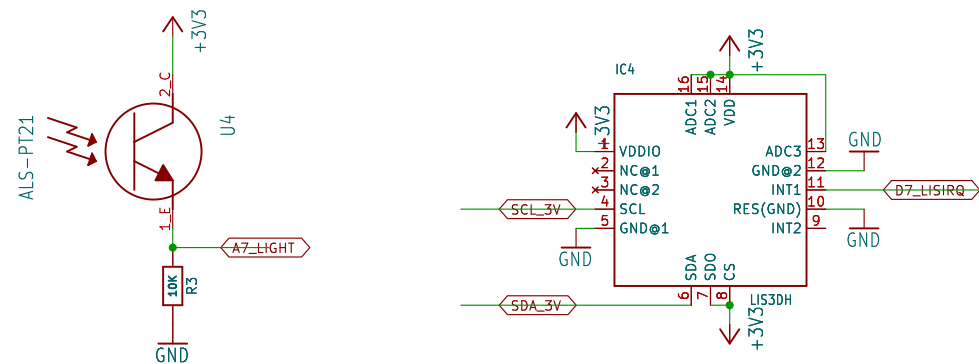 +3V3
2_C
U4
ALS-PT21
1_E
A7_LIGHT
10K
R3
GND
IC4
+3V3
16
15
14
ADC1
ADC2
VDD
+3V3
1
VDDIO
2
NC@1
3
NC@2
4
SCL
SCL_3V
5
GND@1
GND
13
ADC3
12
GND@2
GND
11
INT1
D7_LISIRQ
10
RES(GND)
GND
9
INT2
SDA
SDO
CS
6
7
8
SDA_3V
LIS3DH
+3V3